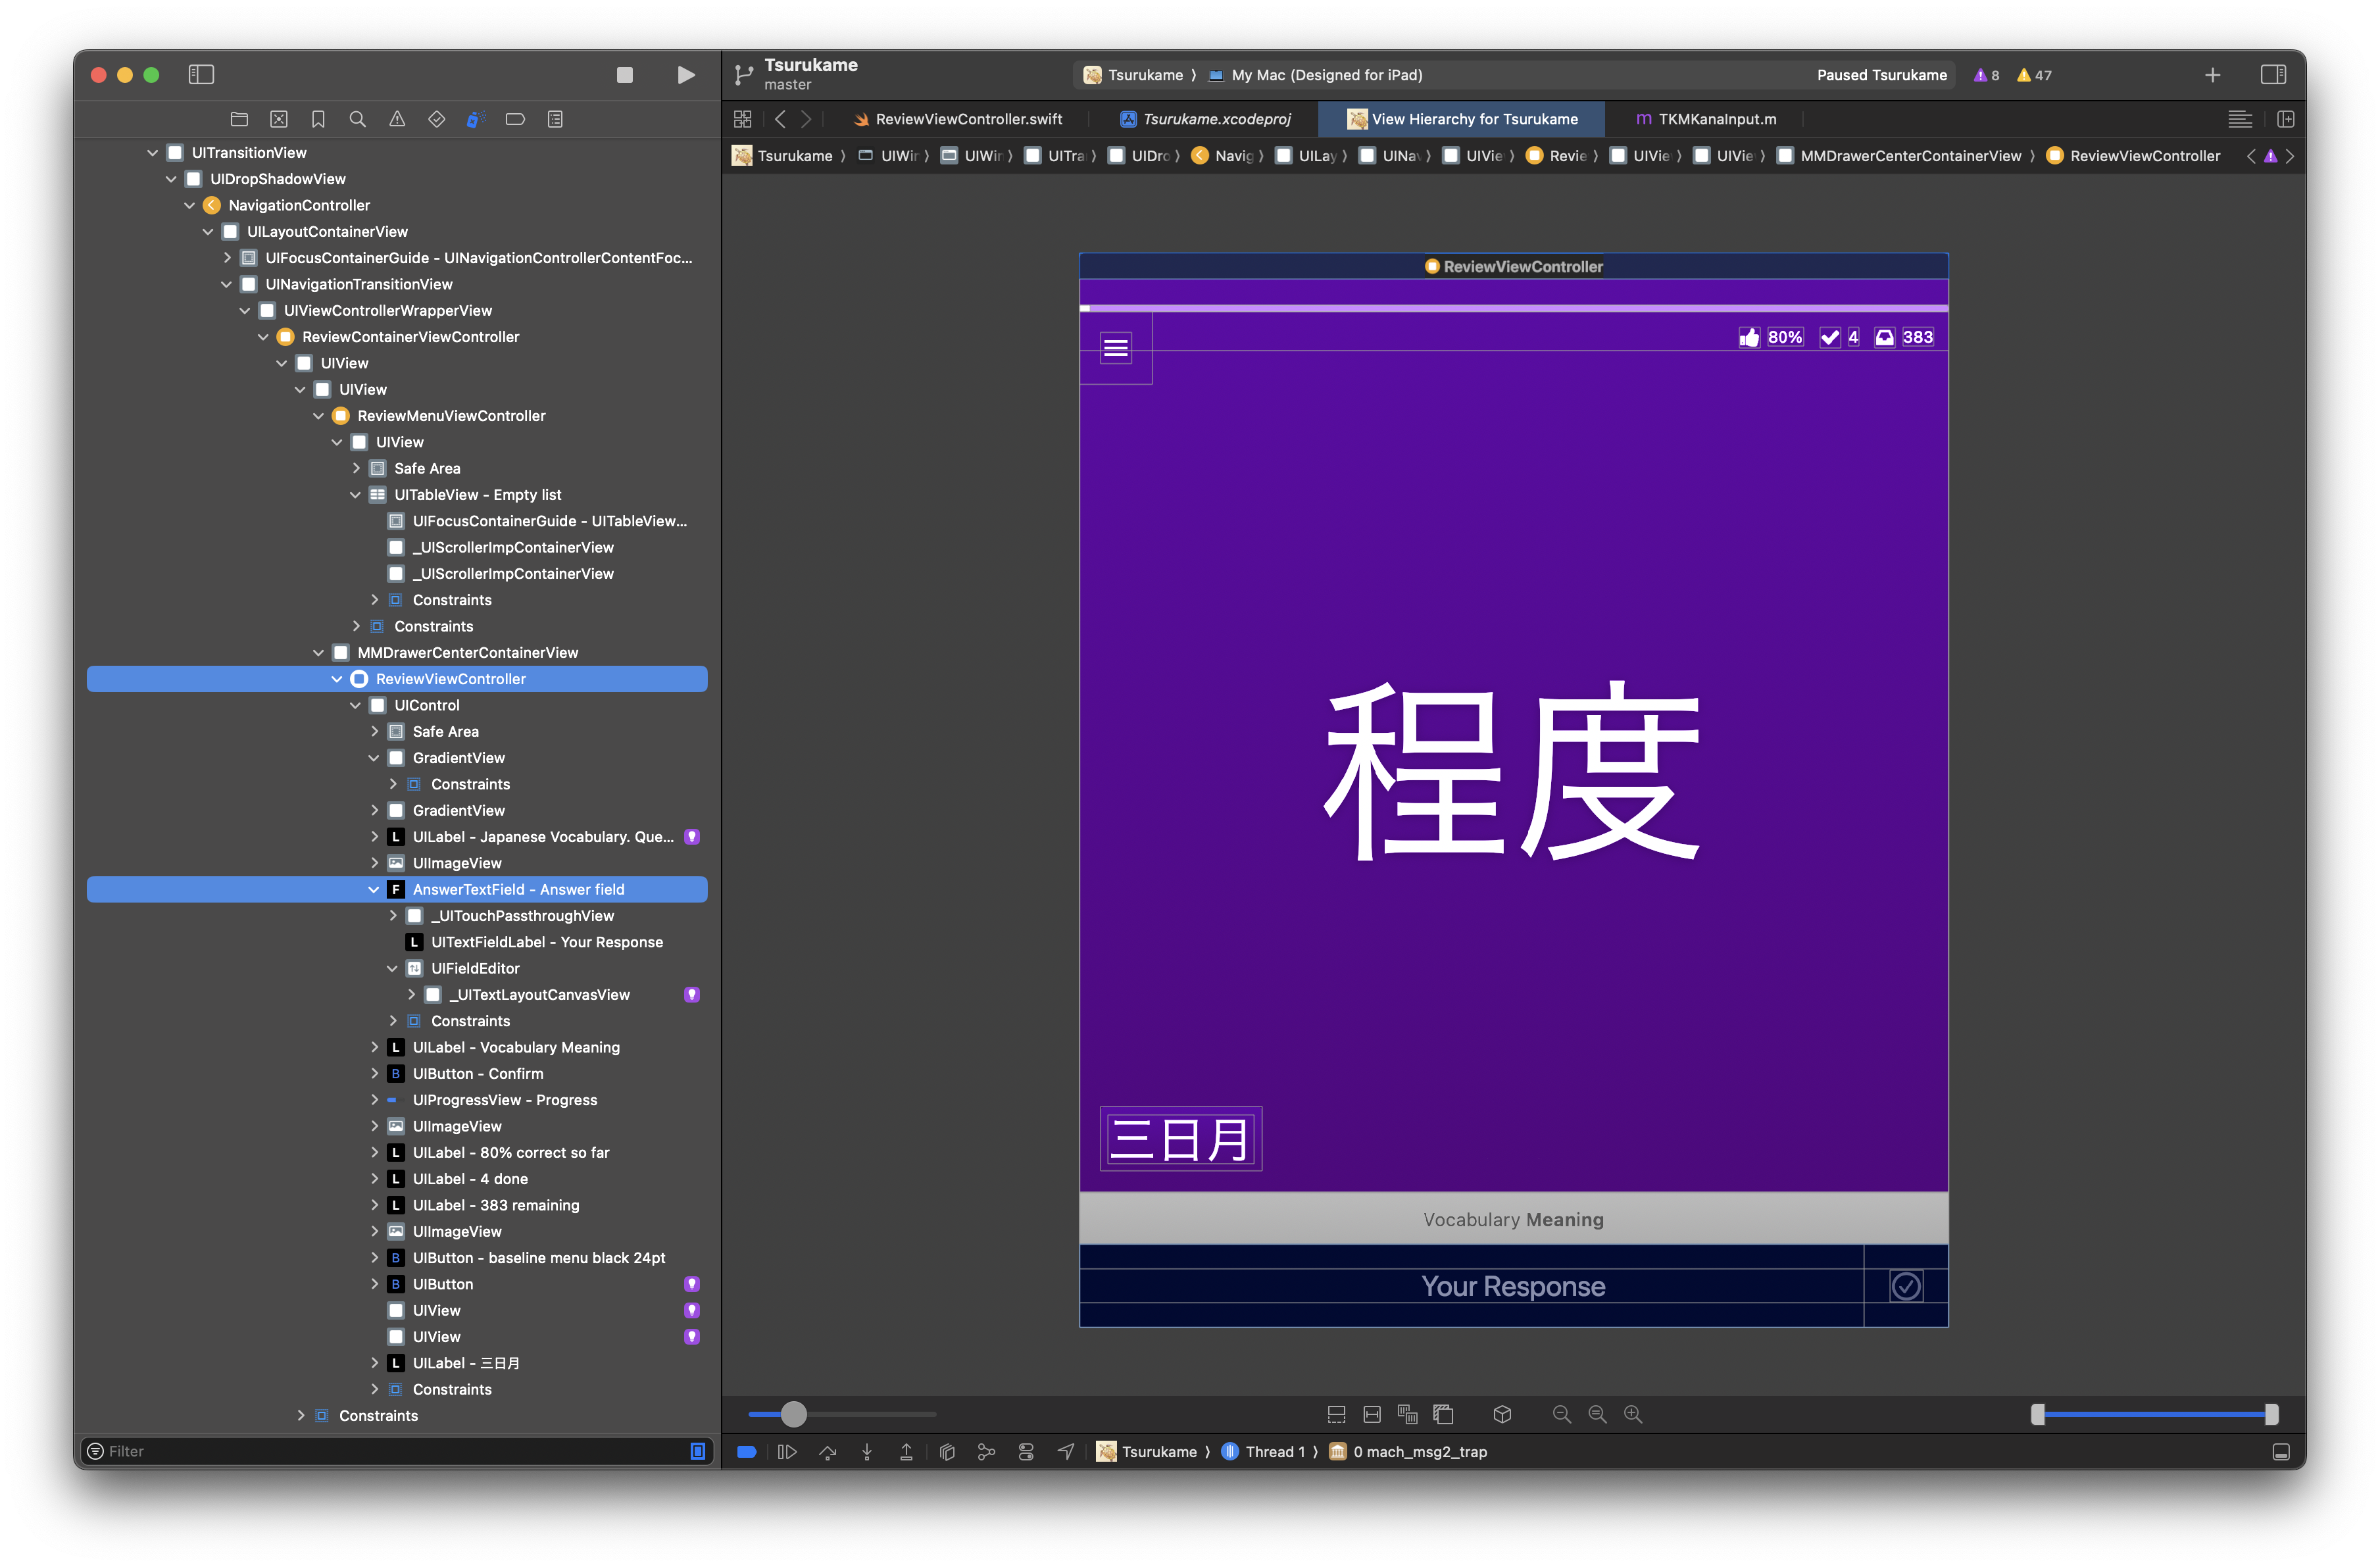 Tsurukame
master
Tsurukame 〉 My Mac (Designed for iPad)
Paused Tsurukame
8
47
ReviewViewController.swift
Tsurukame.xcodeproj
View Hierarchy for Tsurukame
TKMKanaInput.m
Tsurukame 〉 UIWir 〉 UIWir 〉 UITra 〉 UIDro 〉 Navig 〉 UILay 〉 UINav 〉 UIVie 〉 Revie 〉 UIVie 〉 UIVie 〉 MMDrawerCenterContainerView 〉 ReviewViewController
UITransitionView
UIDropShadowView
NavigationController
UILayoutContainerView
UIFocusContainerGuide - UINavigationControllerContentFoc...
UINavigationTransitionView
UIViewControllerWrapperView
ReviewContainerViewController
UIView
UIView
ReviewMenuViewController
UIView
Safe Area
UITableView - Empty list
UIFocusContainerGuide - UITableView...
_UIScrollerImpContainerView
_UIScrollerImpContainerView
Constraints
Constraints
MMDrawerCenterContainerView
ReviewViewController
UIControl
Safe Area
GradientView
Constraints
GradientView
L UILabel - Japanese Vocabulary. Que...
UIImageView
F AnswerTextField - Answer field
_UITouchPassthroughView
L UITextFieldLabel - Your Response
UIFieldEditor
_UITextLayoutCanvasView
Constraints
L UILabel - Vocabulary Meaning
B UIButton - Confirm
UIProgressView - Progress
UIImageView
L UILabel - 80% correct so far
L UILabel - 4 done
L UILabel - 383 remaining
UIImageView
B UIButton - baseline menu black 24pt
B UIButton
UIView
UIView
L UILabel - 三日月
Constraints
Constraints
Filter
ReviewViewController
80% 4 383
程度
三日月
Vocabulary Meaning
Your Response
Tsurukame 〉 Thread 1 〉 0 mach_msg2_trap